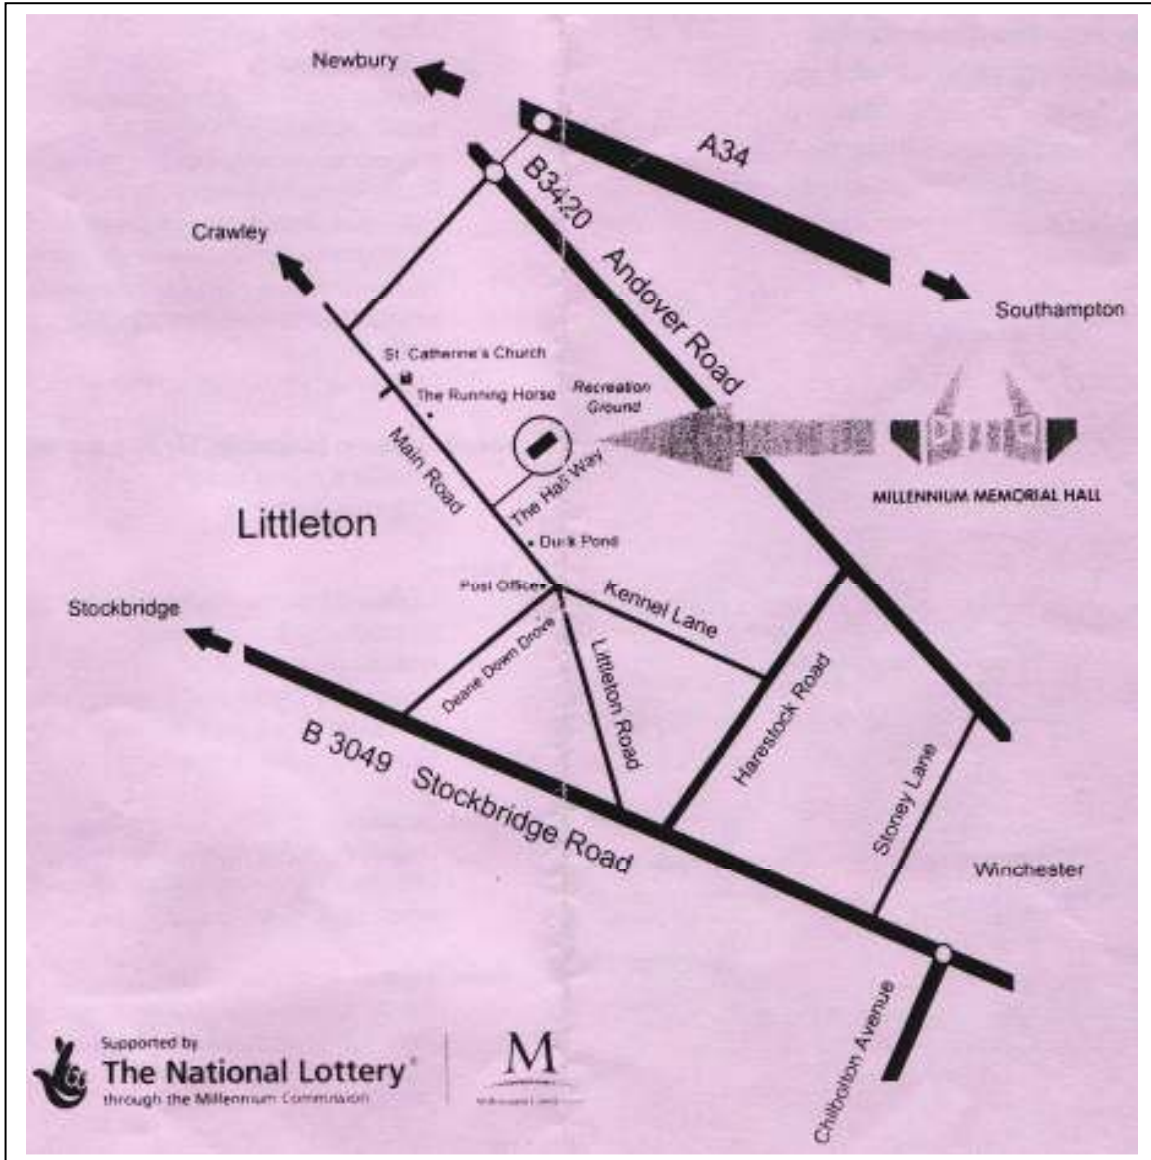 Newbury
A34
B3420 Andover Road
Crawley
Southampton
St Catherine's Church
The Running Horse
Recreation
Ground
Main Road
The Hall Way
MILLENNIUM MEMORIAL HALL
Littleton
Duck Pond
Post Office
Kennel Lane
Stockbridge
Deane Down Drove
Littleton Road
Harestock Road
B 3049 Stockbridge Road
Stoney Lane
Winchester
Chilbolton Avenue
Supported by
The National Lottery
through the Millennium Commission
M